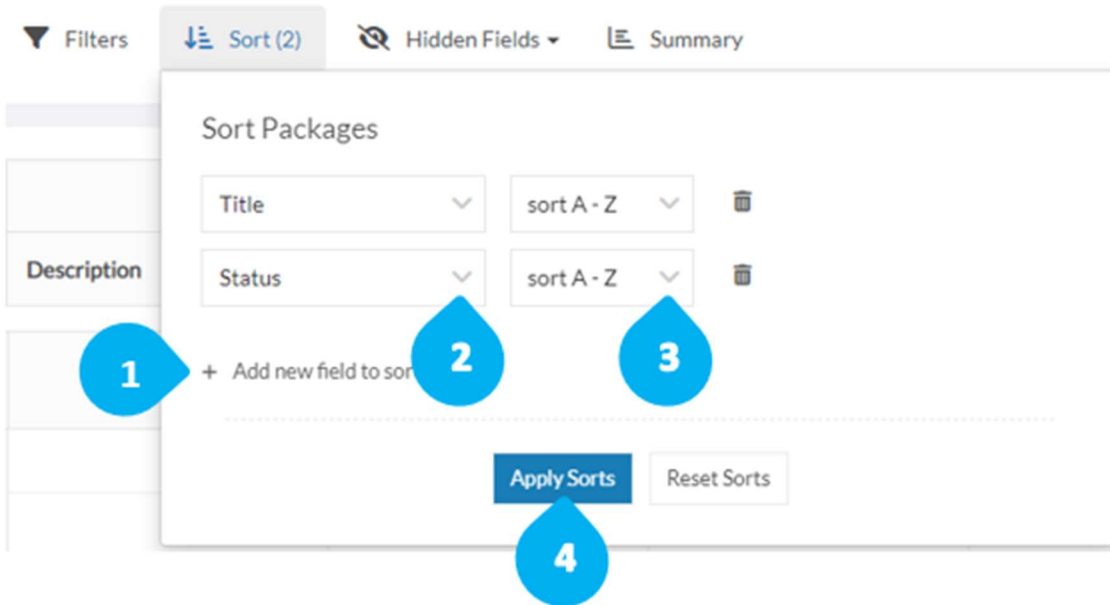 Filters Sort (2) Hidden Fields Summary
Sort Packages
Title sort A - Z
Description Status sort A - Z
1 + Add new field to sor 2 3
Apply Sorts Reset Sorts
4